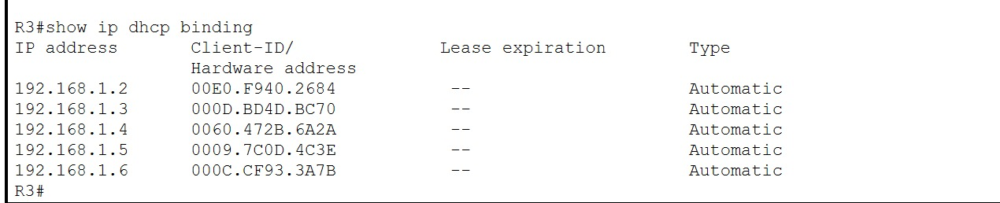 R3#show ip dhcp binding
IP address Client-ID/ Lease expiration Type
Hardware address
192.168.1.2 00E0.F940.2684 -- Automatic
192.168.1.3 000D.BD4D.BC70 -- Automatic
192.168.1.4 0060.472B.6A2A -- Automatic
192.168.1.5 0009.7C0D.4C3E -- Automatic
192.168.1.6 000C.CF93.3A7B -- Automatic
R3#